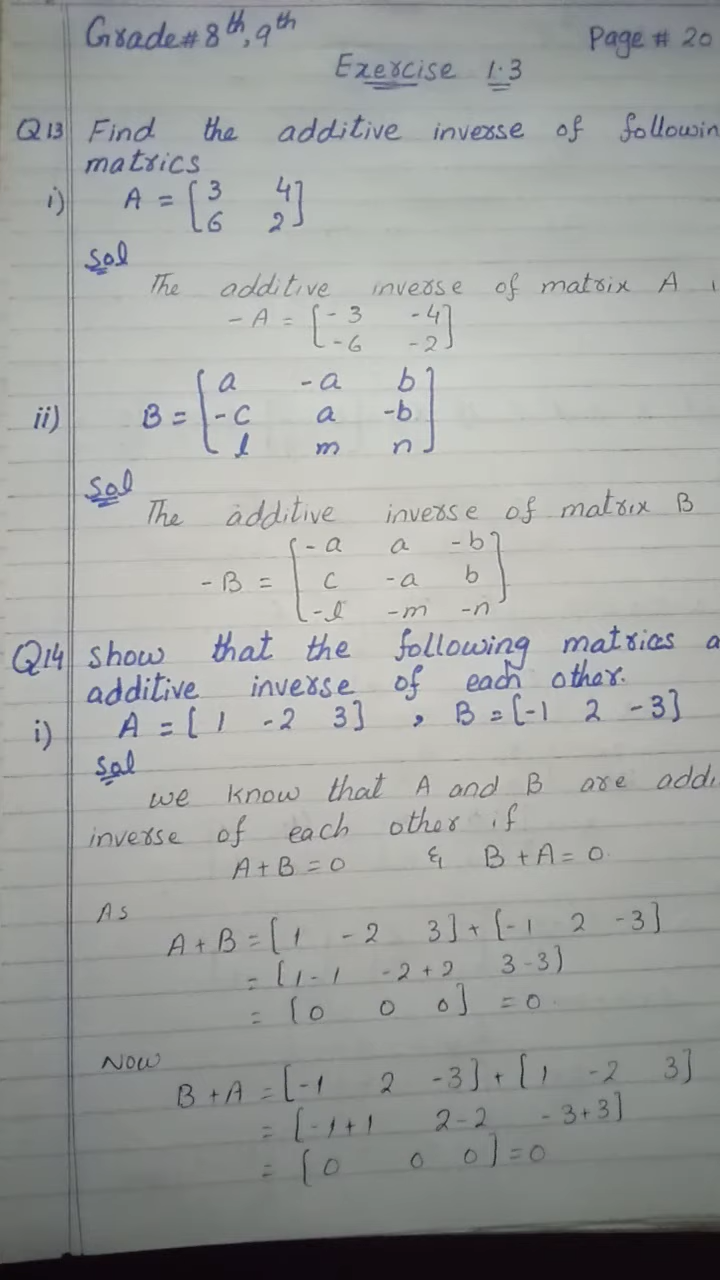 Grade# 8th, 9th Page # 20
Exercise 1.3
Q13 Find the additive inverse of followin
matrics
i) A = [3 4
6 2]
Sol
The additive inverse of matrix A i
-A = [-3 -4
-6 -2]
ii) B = [a -a b
-c a -b
l m n]
Sol
The additive inverse of matrix B
-B = [-a a -b
c -a b
-l -m -n]
Q14 Show that the following matrics a
additive inverse of each other.
i) A = [1 -2 3] , B = [-1 2 -3]
Sol
we know that A and B are addi
inverse of each other if
A+B = 0 & B+A = 0.
As
A+B = [1 -2 3] + [-1 2 -3]
= [1-1 -2+2 3-3]
= [0 0 0] = 0.
Now
B+A = [-1 2 -3] + [1 -2 3]
= [-1+1 2-2 -3+3]
= [0 0 0] = 0